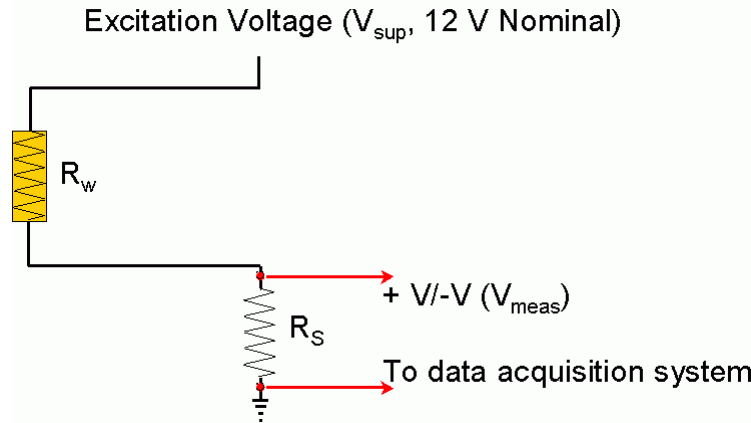 Excitation Voltage (Vsup, 12 V Nominal)
Rw
+ V/-V (Vmeas)
RS
To data acquisition system